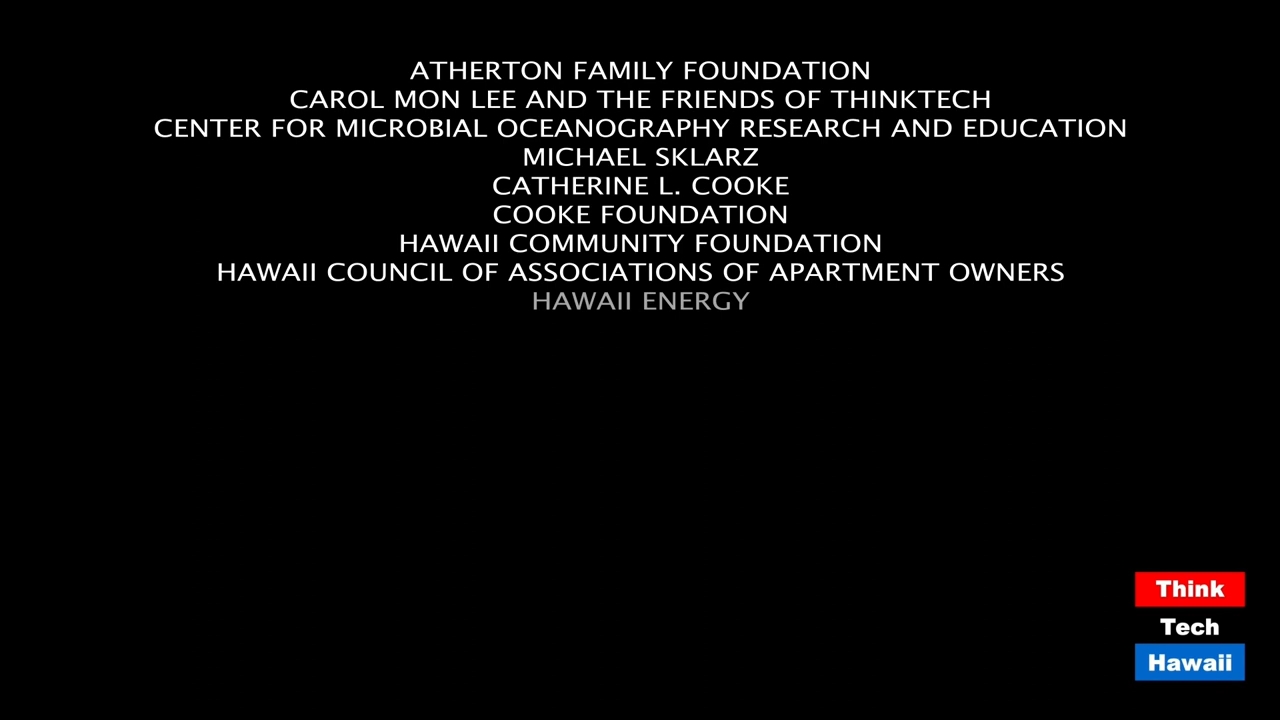 ATHERTON FAMILY FOUNDATION
CAROL MON LEE AND THE FRIENDS OF THINKTECH
CENTER FOR MICROBIAL OCEANOGRAPHY RESEARCH AND EDUCATION
MICHAEL SKLARZ
CATHERINE L. COOKE
COOKE FOUNDATION
HAWAII COMMUNITY FOUNDATION
HAWAII COUNCIL OF ASSOCIATIONS OF APARTMENT OWNERS
HAWAII ENERGY
Think
Tech
Hawaii